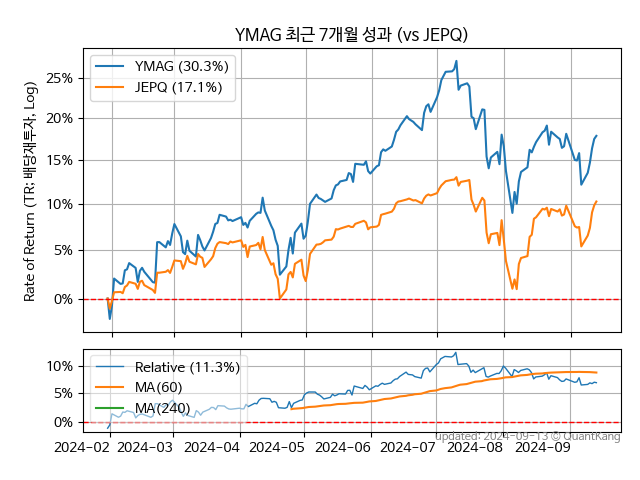 YMAG 최근 7개월 성과 (vs JEPQ)
Rate of Return (TR: 배당재투자, Log)
25%
20%
15%
10%
5%
0%
YMAG (30.3%)
JEPQ (17.1%)
10%
5%
0%
Relative (11.3%)
MA(60)
MA(240)
2024-02 2024-03 2024-04 2024-05 2024-06 2024-07 2024-08 2024-09
updated: 2024-09-13 © QuantKang